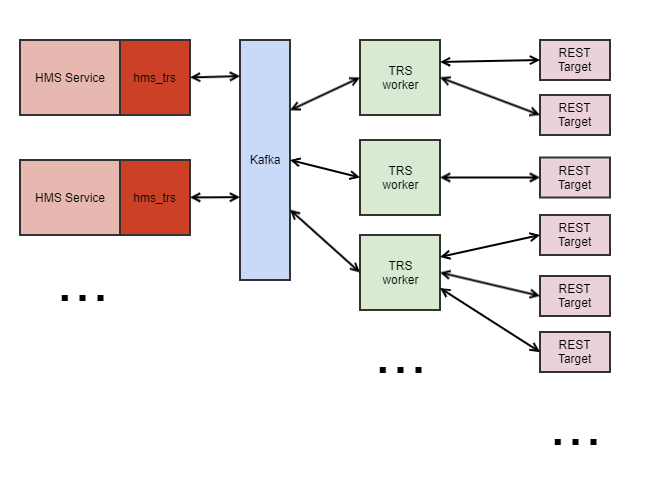 HMS Service
hms_trs
HMS Service
hms_trs
...
Kafka
TRS
worker
TRS
worker
TRS
worker
...
REST
Target
REST
Target
REST
Target
REST
Target
REST
Target
REST
Target
...